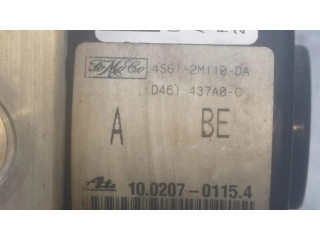 FoMoCo 4S61-2M110-DA
D461 437A0-C
A BE
Ate 10.0207-0115.4